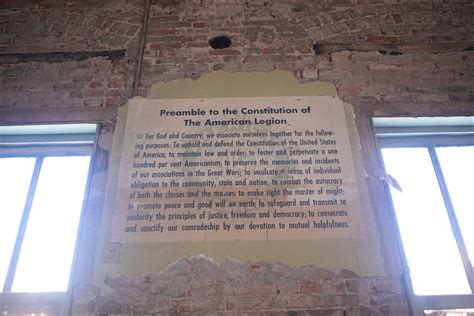 Preamble to the Constitution of
The American Legion
For God and Country, we associate ourselves together for the follow-
ing purposes: To uphold and defend the Constitution of the United States
of America; to maintain law and order; to foster and perpetuate a one
hundred per cent Americanism; to preserve the memories and incidents
of our associations in the Great Wars; to inculcate a sense of individual
obligation to the community, state and nation; to combat the autocracy
of both the classes and the masses; to make right the master of might;
to promote peace and good will on earth; to safeguard and transmit to
posterity the principles of justice, freedom and democracy; to consecrate
and sanctify our comradeship by our devotion to mutual helpfulness.